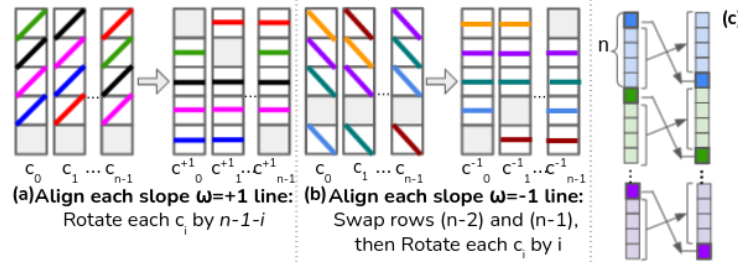 (c)
n
...
...
...
...
c0 c1 ... cn-1
c+10 c+11 ... c+1n-1
c0 c1 ... cn-1
c-10 c-11 ... c-1n-1
(a) Align each slope ω=+1 line:
Rotate each ci by n-1-i
(b) Align each slope ω=-1 line:
Swap rows (n-2) and (n-1),
then Rotate each ci by i